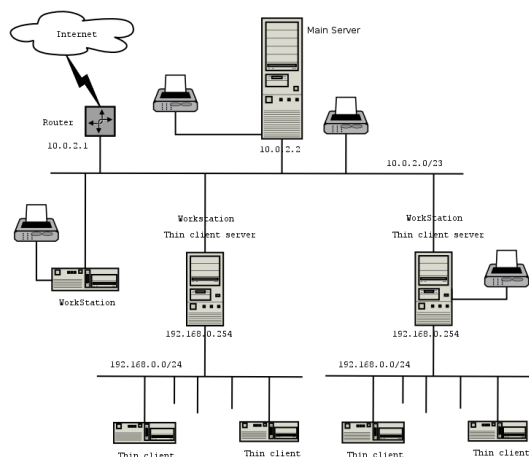 Internet
Main Server
Router
10.0.2.1
10.0.2.2
10.0.2.0/23
Workstation
Thin client server
WorkStation
Thin client server
WorkStation
192.168.0.254
192.168.0.254
192.168.0.0/24
192.168.0.0/24
Thin client
Thin client
Thin client
Thin client